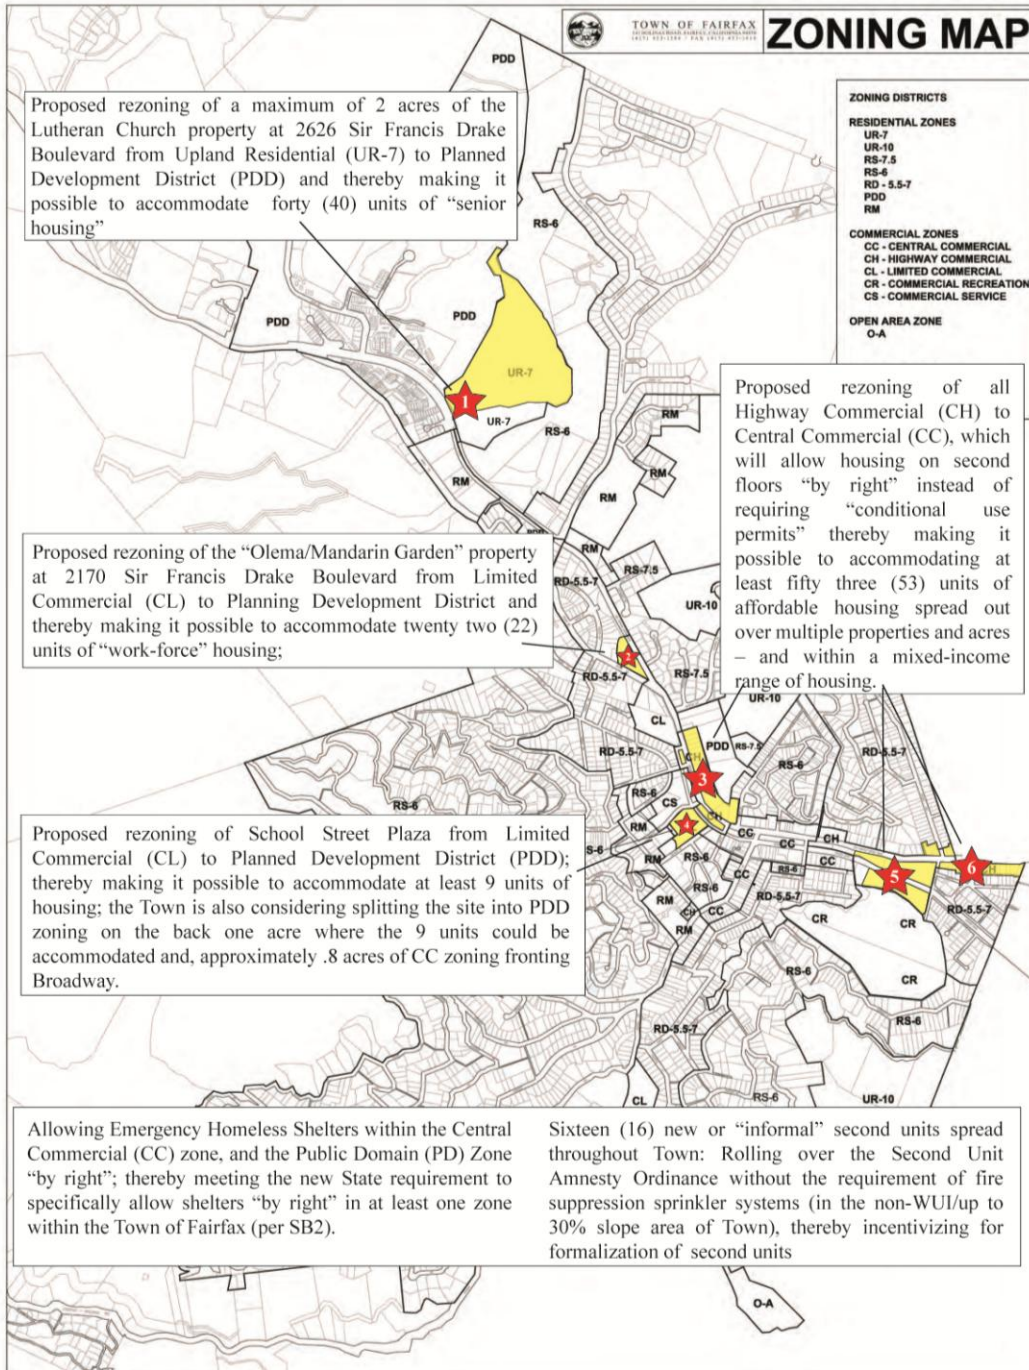 TOWN OF FAIRFAX
ZONING MAP
PDD
Proposed rezoning of a maximum of 2 acres of the
Lutheran Church property at 2626 Sir Francis Drake
Boulevard from Upland Residential (UR-7) to Planned
Development District (PDD) and thereby making it
possible to accommodate forty (40) units of “senior
housing”
ZONING DISTRICTS
RESIDENTIAL ZONES
UR-7
UR-10
RS-7.5
RS-6
RD - 5.5-7
PDD
RM
COMMERCIAL ZONES
CC - CENTRAL COMMERCIAL
CH - HIGHWAY COMMERCIAL
CL - LIMITED COMMERCIAL
CR - COMMERCIAL RECREATION
CS - COMMERCIAL SERVICE
OPEN AREA ZONE
O-A
RS-6
PDD
PDD
UR-7
1
UR-7
RS-6
RM
RM
RM
RM
Proposed rezoning of all
Highway Commercial (CH) to
Central Commercial (CC), which
will allow housing on second
floors “by right” instead of
requiring “conditional use
permits” thereby making it
possible to accommodating at
least fifty three (53) units of
affordable housing spread out
over multiple properties and acres
– and within a mixed-income
range of housing.
Proposed rezoning of the “Olema/Mandarin Garden” property
at 2170 Sir Francis Drake Boulevard from Limited
Commercial (CL) to Planning Development District and
thereby making it possible to accommodate twenty two (22)
units of “work-force” housing;
RM
RD-5.5-7
RS-7.5
UR-10
2
RD-5.5-7
RS-7.5
UR-10
CL
RD-5.5-7
CH
PDD
RS-7.5
RD-5.5-7
RS-6
3
RS-6
RS-6
CS
4
CH
RM
CC
CH
CC
CC
Proposed rezoning of School Street Plaza from Limited
Commercial (CL) to Planned Development District (PDD);
thereby making it possible to accommodate at least 9 units of
housing; the Town is also considering splitting the site into PDD
zoning on the back one acre where the 9 units could be
accommodated and, approximately .8 acres of CC zoning fronting
Broadway.
RM
RS-6
CC
RS-6
5
6
RS-6
RD-5.5-7
RD-5.5-7
RM
CH
CC
RM
CR
CR
CR
RS-6
RS-6
RD-5.5-7
CL
RS-6
UR-10
Allowing Emergency Homeless Shelters within the Central
Commercial (CC) zone, and the Public Domain (PD) Zone
“by right”; thereby meeting the new State requirement to
specifically allow shelters “by right” in at least one zone
within the Town of Fairfax (per SB2).
Sixteen (16) new or “informal” second units spread
throughout Town: Rolling over the Second Unit
Amnesty Ordinance without the requirement of fire
suppression sprinkler systems (in the non-WUI/up to
30% slope area of Town), thereby incentivizing for
formalization of second units
O-A